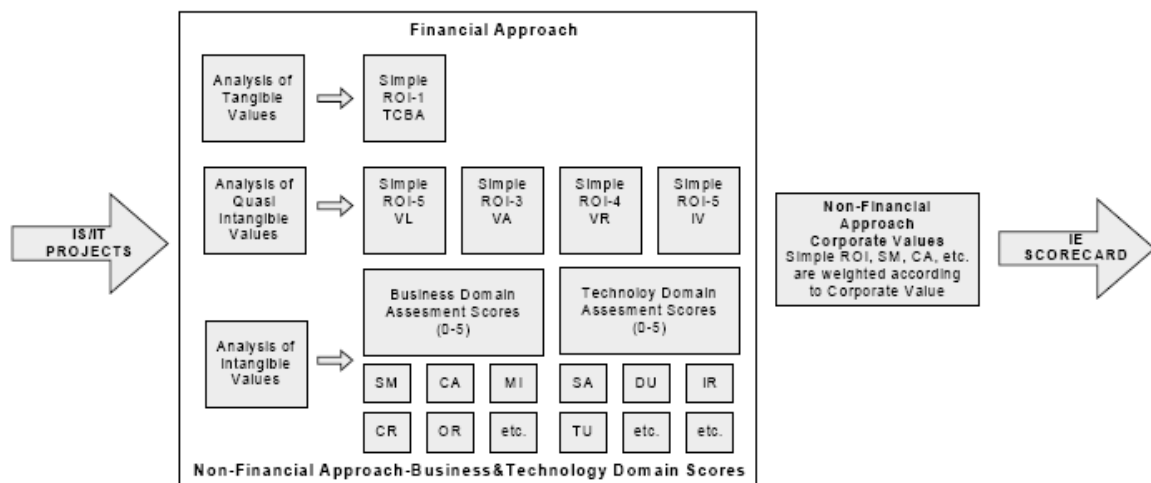 Financial Approach
Analysis of
Tangible
Values
Simple
ROI-1
TCBA
Analysis of
Quasi
Intangible
Values
Simple
ROI-5
VL
Simple
ROI-3
VA
Simple
ROI-4
VR
Simple
ROI-5
IV
IS/IT
PROJECTS
Non-Financial
Approach
Corporate Values
Simple ROI, SM, CA, etc.
are weighted according
to Corporate Value
IE
SCORECARD
Analysis of
Intangible
Values
Business Domain
Assesment Scores
(0-5)
Technoloy Domain
Assesment Scores
(0-5)
SM
CA
MI
SA
DU
IR
CR
OR
etc.
TU
etc.
etc.
Non-Financial Approach-Business&Technology Domain Scores